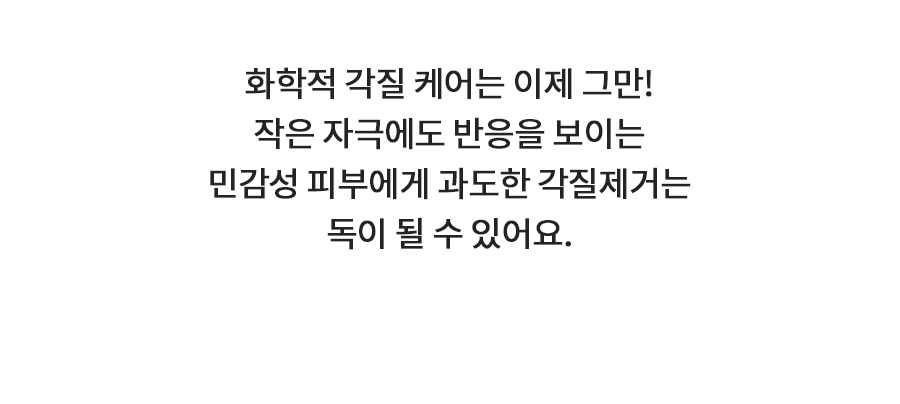 화학적 각질 케어는 이제 그만!
작은 자극에도 반응을 보이는
민감성 피부에게 과도한 각질제거는
독이 될 수 있어요.